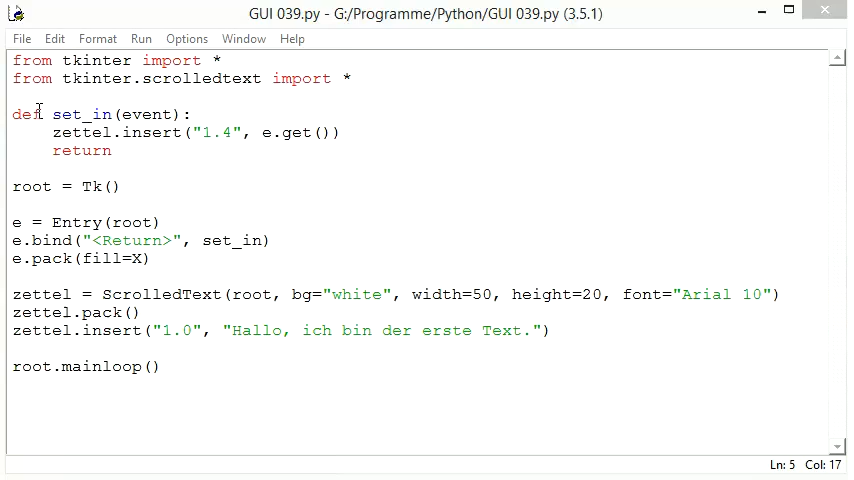 GUI 039.py - G:/Programme/Python/GUI 039.py (3.5.1)
File Edit Format Run Options Window Help
from tkinter import *
from tkinter.scrolledtext import *
def set_in(event):
    zettel.insert("1.4", e.get())
    return
root = Tk()
e = Entry(root)
e.bind("<Return>", set_in)
e.pack(fill=X)
zettel = ScrolledText(root, bg="white", width=50, height=20, font="Arial 10")
zettel.pack()
zettel.insert("1.0", "Hallo, ich bin der erste Text.")
root.mainloop()
Ln: 5 Col: 17